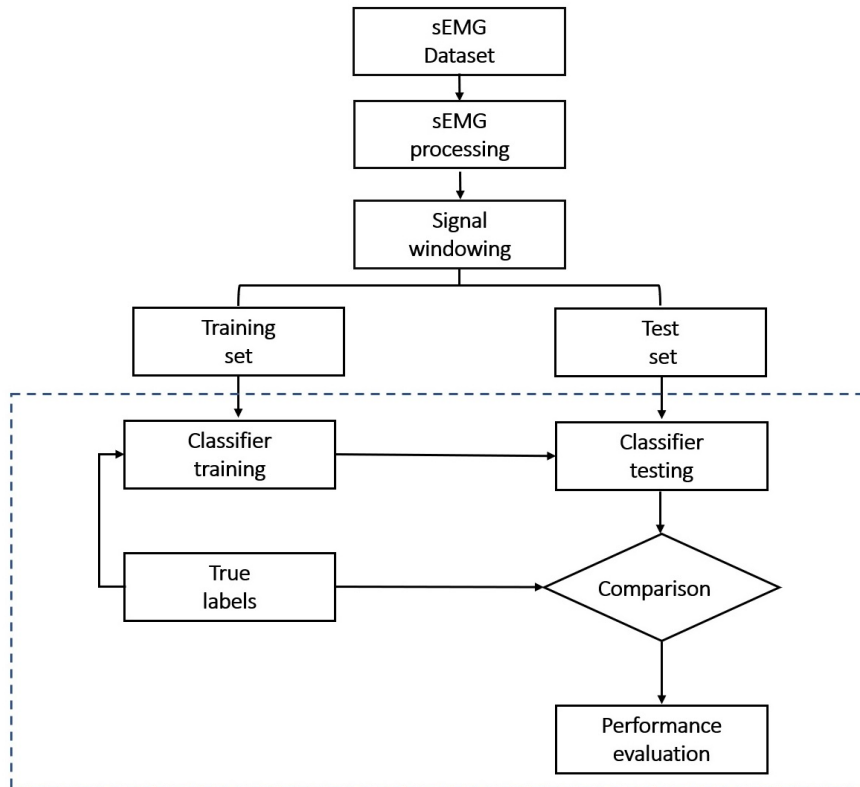 sEMG
Dataset
sEMG
processing
Signal
windowing
Training
set
Test
set
Classifier
training
Classifier
testing
True
labels
Comparison
Performance
evaluation